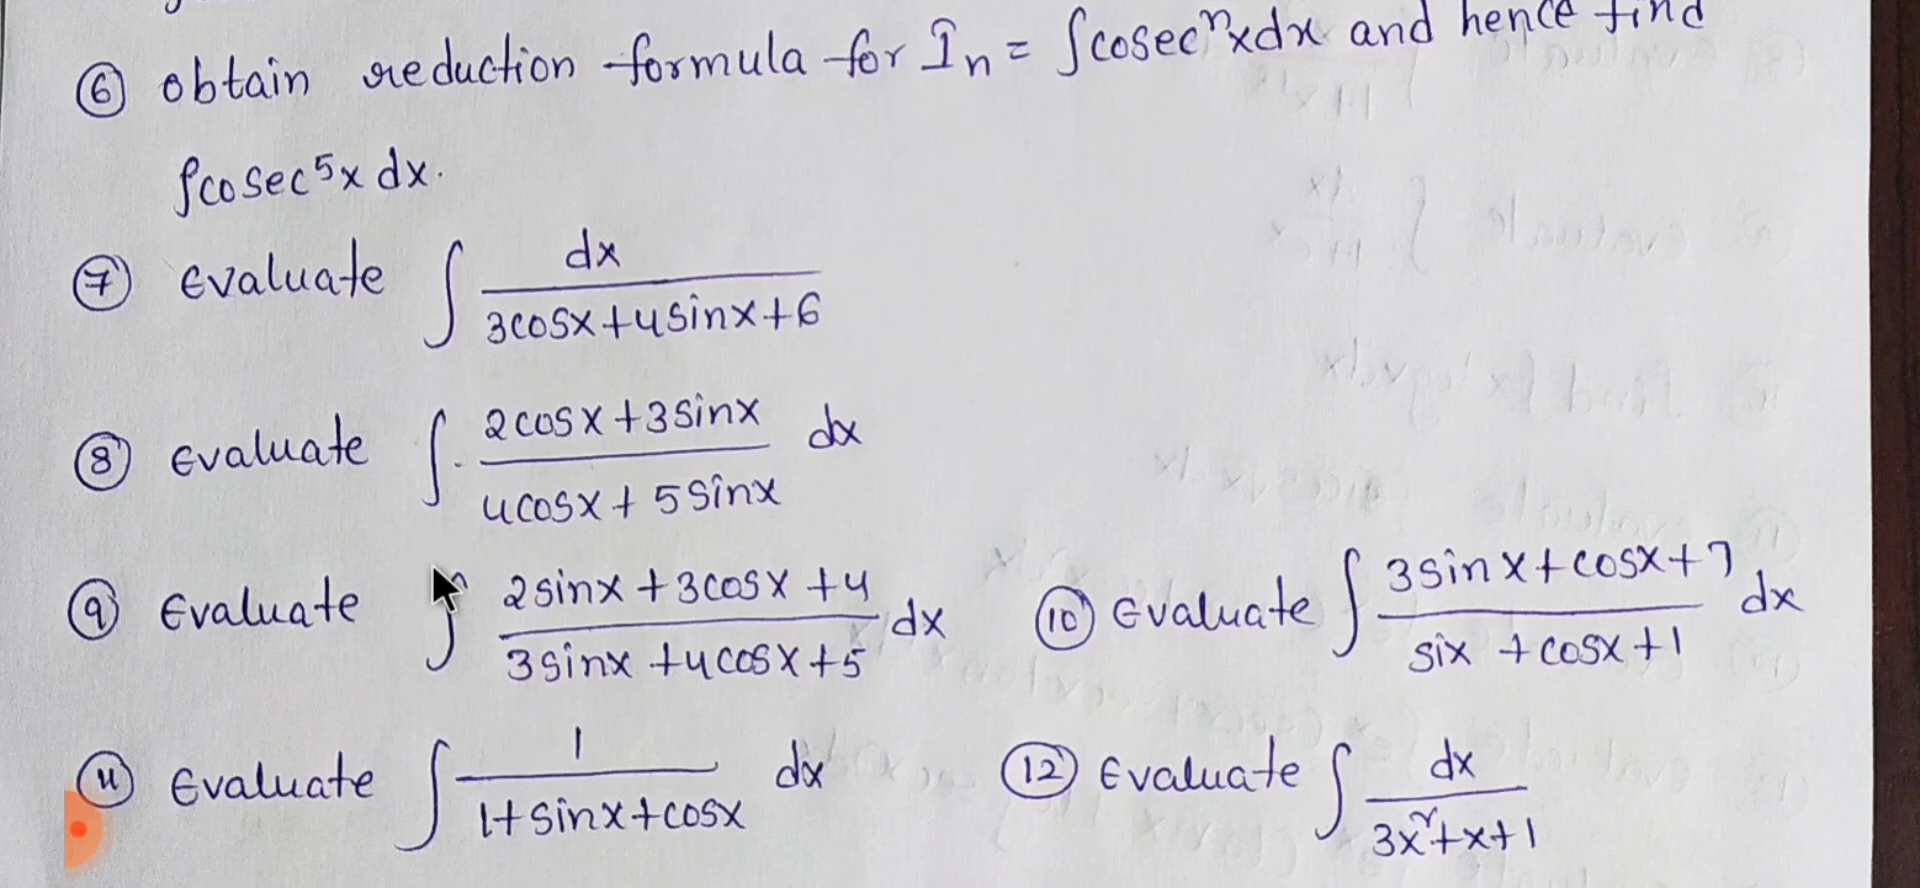 ⑥ obtain reduction formula for Iₙ = ∫cosecⁿxdx and hence find
∫cosec⁵x dx.
⑦ Evaluate ∫ dx / (3cosx+4sinx+6)
⑧ Evaluate ∫ (2cosx+3sinx) / (4cosx+5sinx) dx
⑨ Evaluate ∫ (2sinx+3cosx+4) / (3sinx+4cosx+5) dx
⑩ Evaluate ∫ (3sinx+cosx+7) / (six+cosx+1) dx
⑪ Evaluate ∫ 1 / (1+sinx+cosx) dx
⑫ Evaluate ∫ dx / (3x²+x+1)